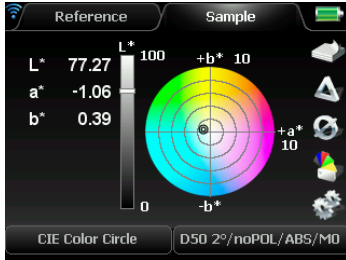 Reference
Sample
L* 77.27
a* -1.06
b* 0.39
L*
100
0
+b* 10
+a*
10
-b*
CIE Color Circle
D50 2°/noPOL/ABS/M0